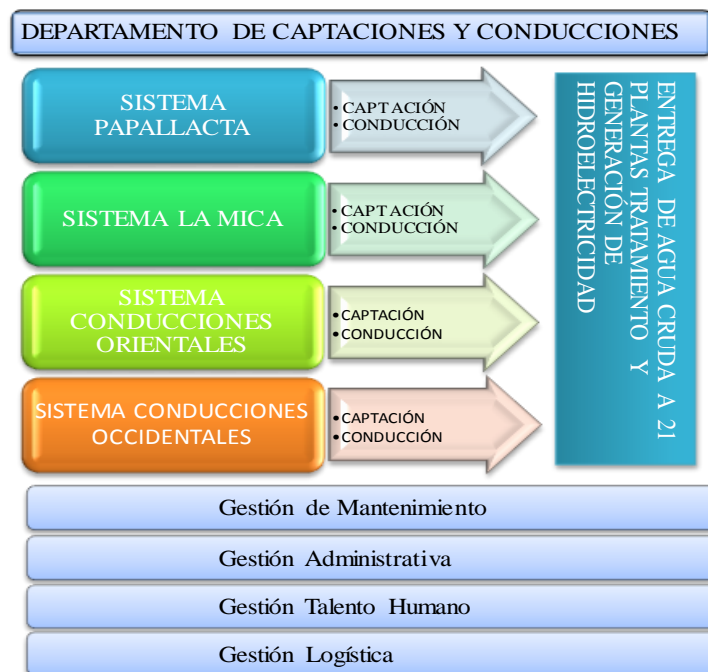 DEPARTAMENTO DE CAPTACIONES Y CONDUCCIONES
SISTEMA
PAPALLACTA
• CAPTACIÓN
• CONDUCCIÓN
SISTEMA LA MICA
• CAPTACIÓN
• CONDUCCIÓN
SISTEMA
CONDUCCIONES
ORIENTALES
• CAPTACIÓN
• CONDUCCIÓN
SISTEMA CONDUCCIONES
OCCIDENTALES
• CAPTACIÓN
• CONDUCCIÓN
ENTREGA DE AGUA CRUDA A 21
PLANTAS TRATAMIENTO Y
GENERACIÓN DE
HIDROELECTRICIDAD
Gestión de Mantenimiento
Gestión Administrativa
Gestión Talento Humano
Gestión Logística